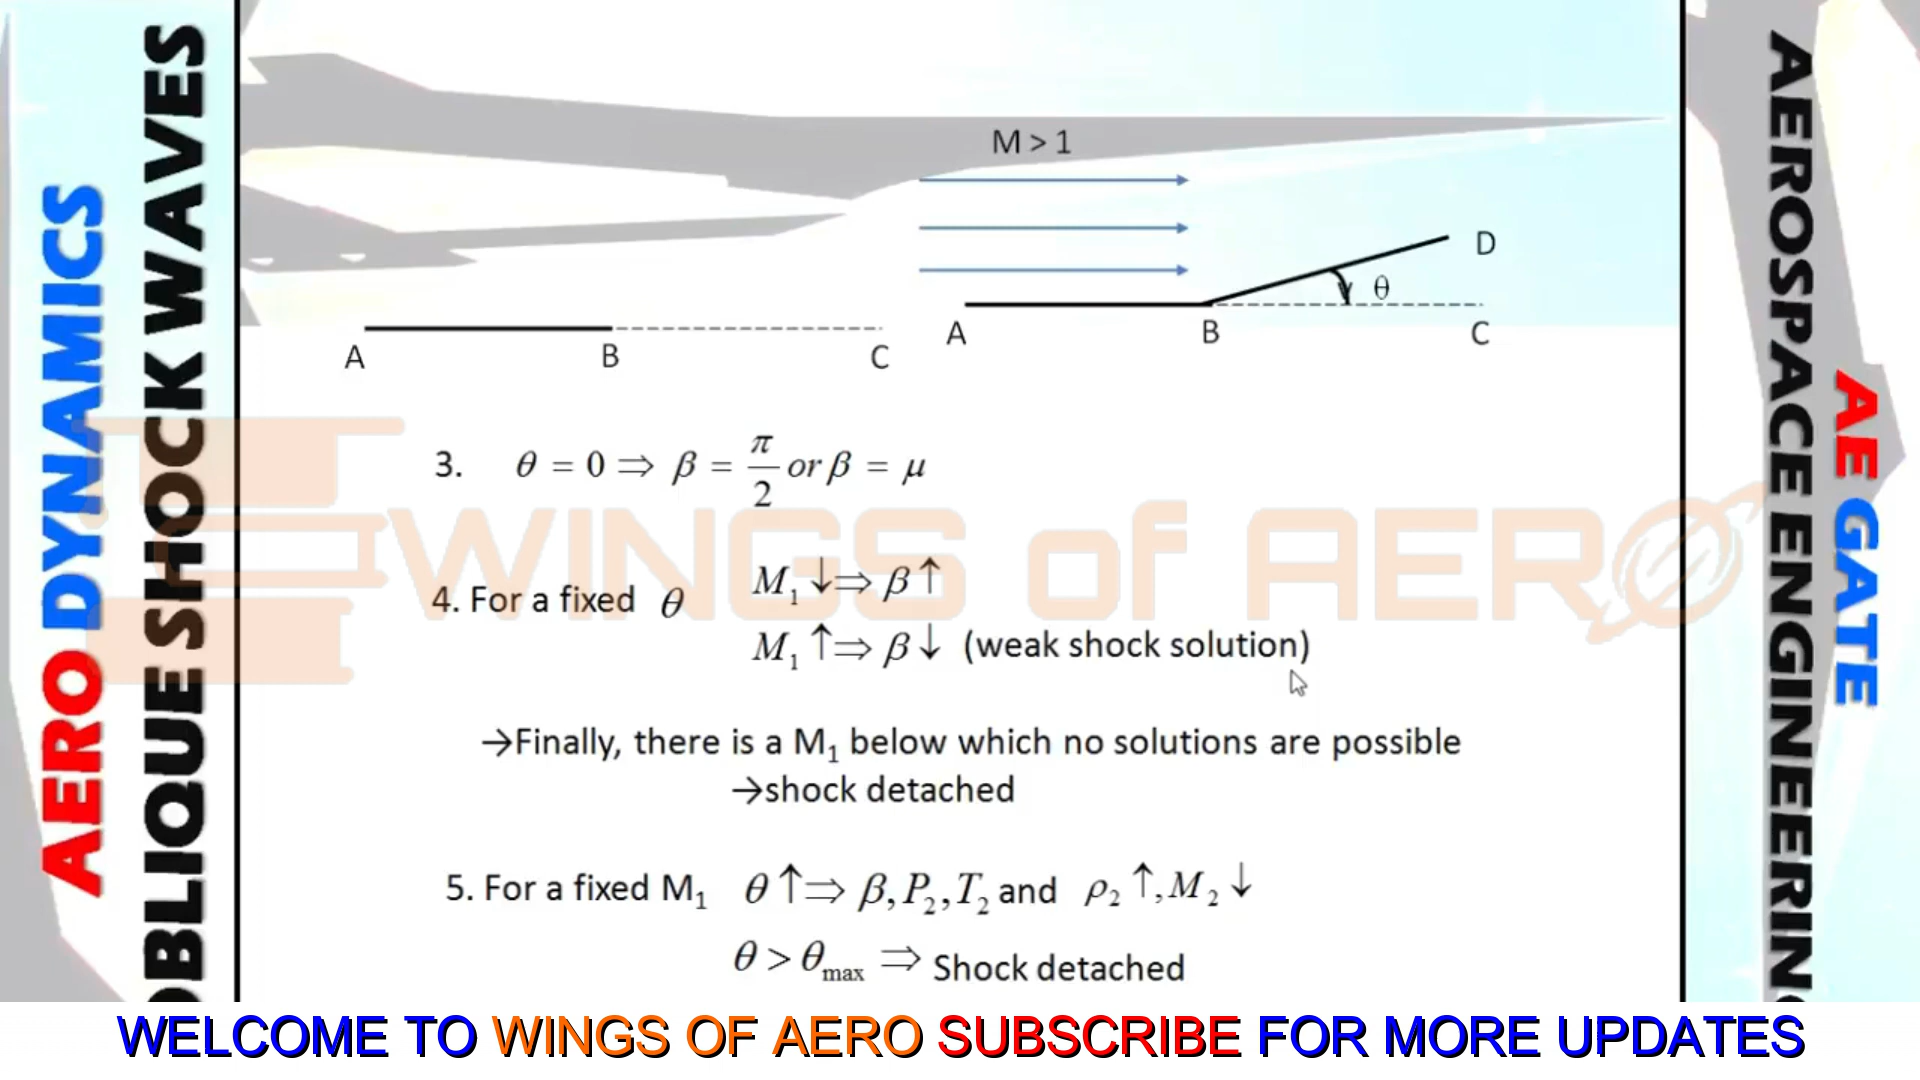 AERO DYNAMICS
OBLIQUE SHOCK WAVES
M > 1
D
θ
A
B
C
A
B
C
3. θ = 0 ⇒ β = π/2 or β = μ
WINGS of AERO
4. For a fixed θ M₁ ↓⇒ β ↑
M₁ ↑⇒ β ↓ (weak shock solution)
→Finally, there is a M₁ below which no solutions are possible
→shock detached
5. For a fixed M₁ θ ↑⇒ β, P₂, T₂ and ρ₂ ↑, M₂ ↓
θ > θmax ⇒ Shock detached
AEROSPACE ENGINEERING
AE GATE
WELCOME TO WINGS OF AERO SUBSCRIBE FOR MORE UPDATES